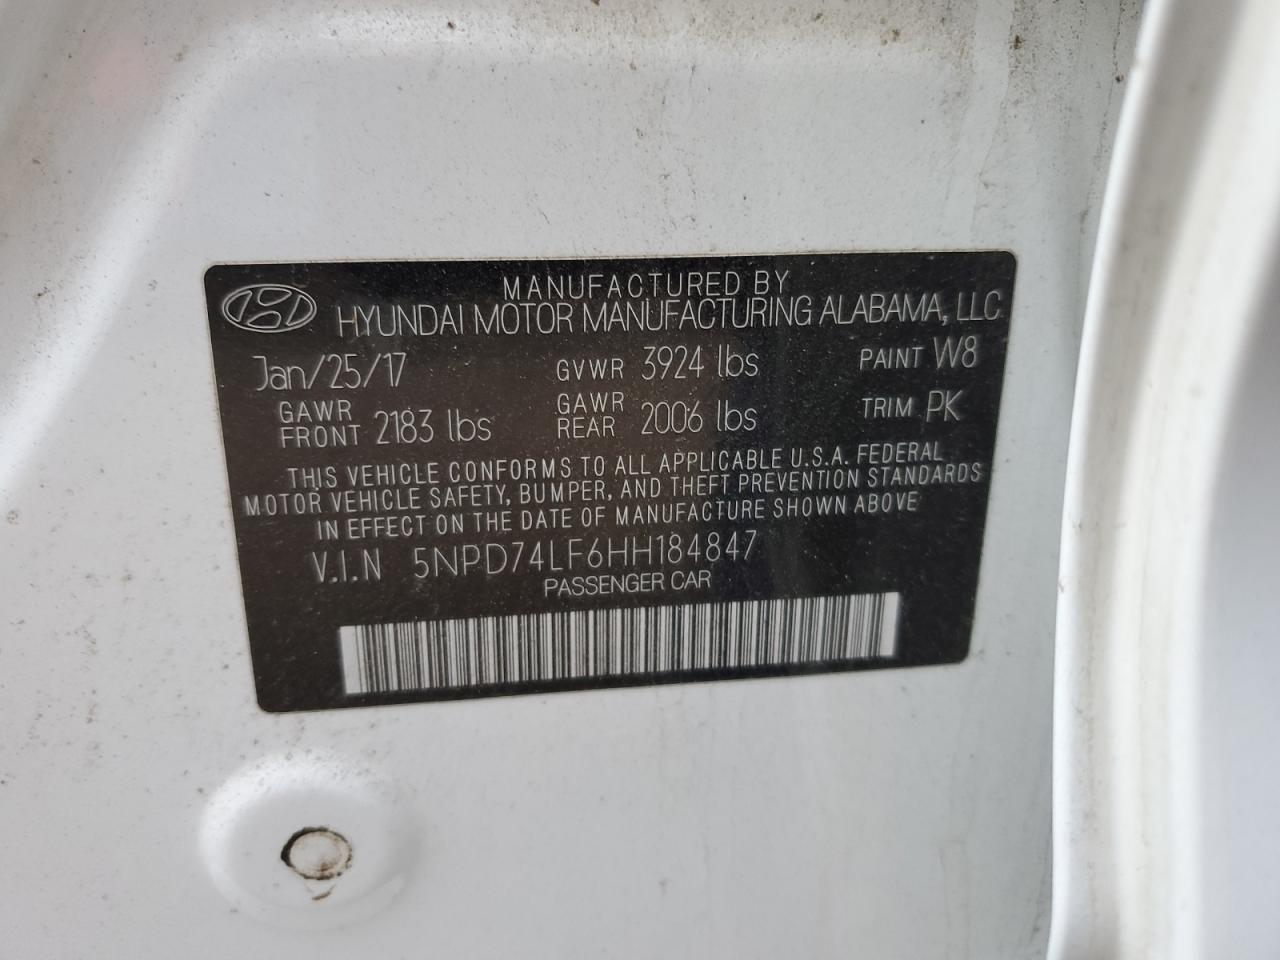 MANUFACTURED BY
HYUNDAI MOTOR MANUFACTURING ALABAMA, LLC
Jan/25/17 GVWR 3924 lbs PAINT W8
GAWR FRONT 2183 lbs GAWR REAR 2006 lbs TRIM PK
THIS VEHICLE CONFORMS TO ALL APPLICABLE U.S.A. FEDERAL
MOTOR VEHICLE SAFETY, BUMPER, AND THEFT PREVENTION STANDARDS
IN EFFECT ON THE DATE OF MANUFACTURE SHOWN ABOVE
V.I.N 5NPD74LF6HH184847
PASSENGER CAR